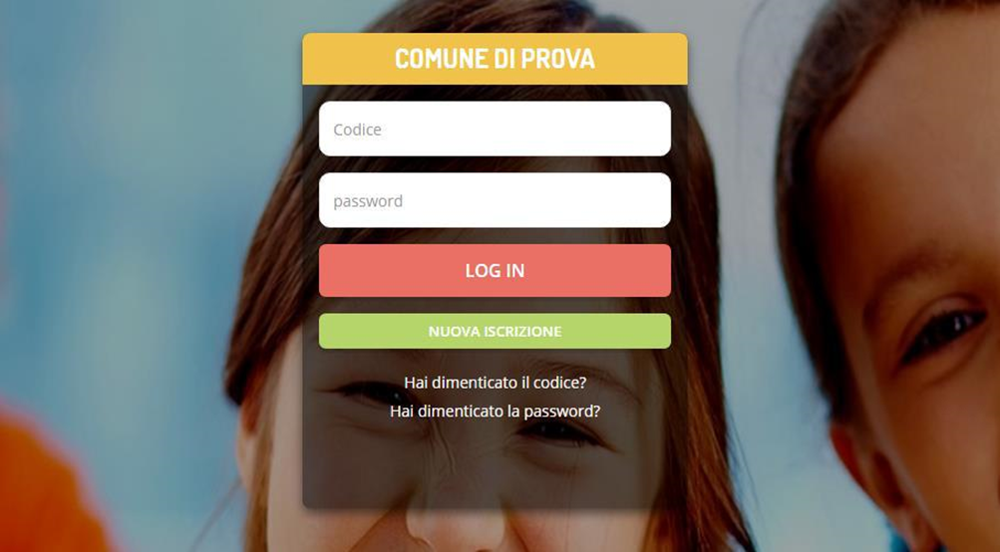 COMUNE DI PROVA
Codice
password
LOG IN
NUOVA ISCRIZIONE
Hai dimenticato il codice?
Hai dimenticato la password?